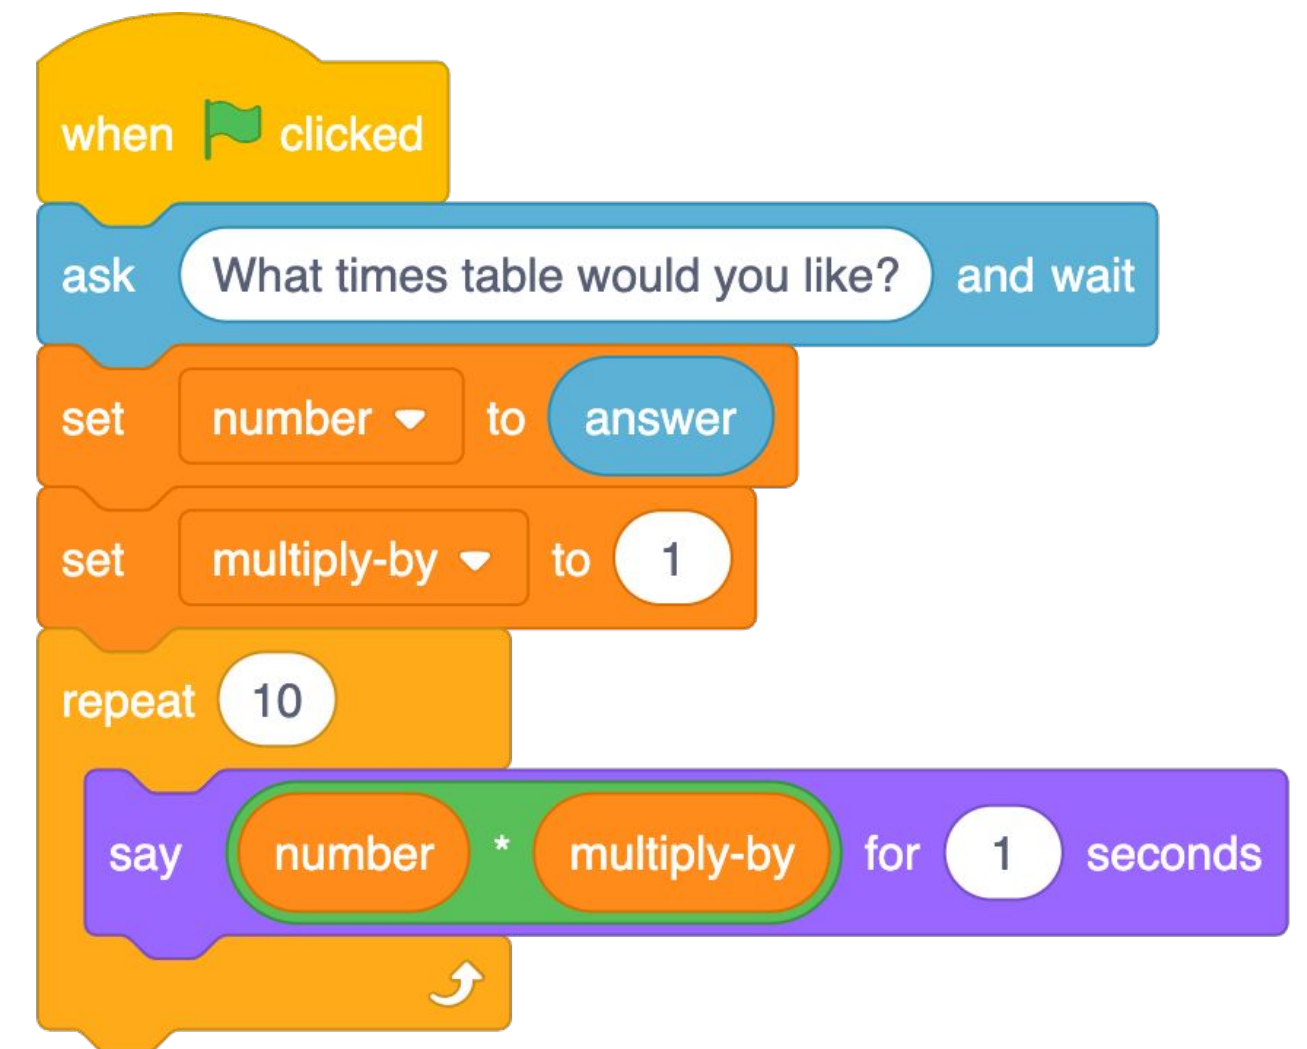 when clicked
ask What times table would you like? and wait
set number to answer
set multiply-by to 1
repeat 10
say number * multiply-by for 1 seconds